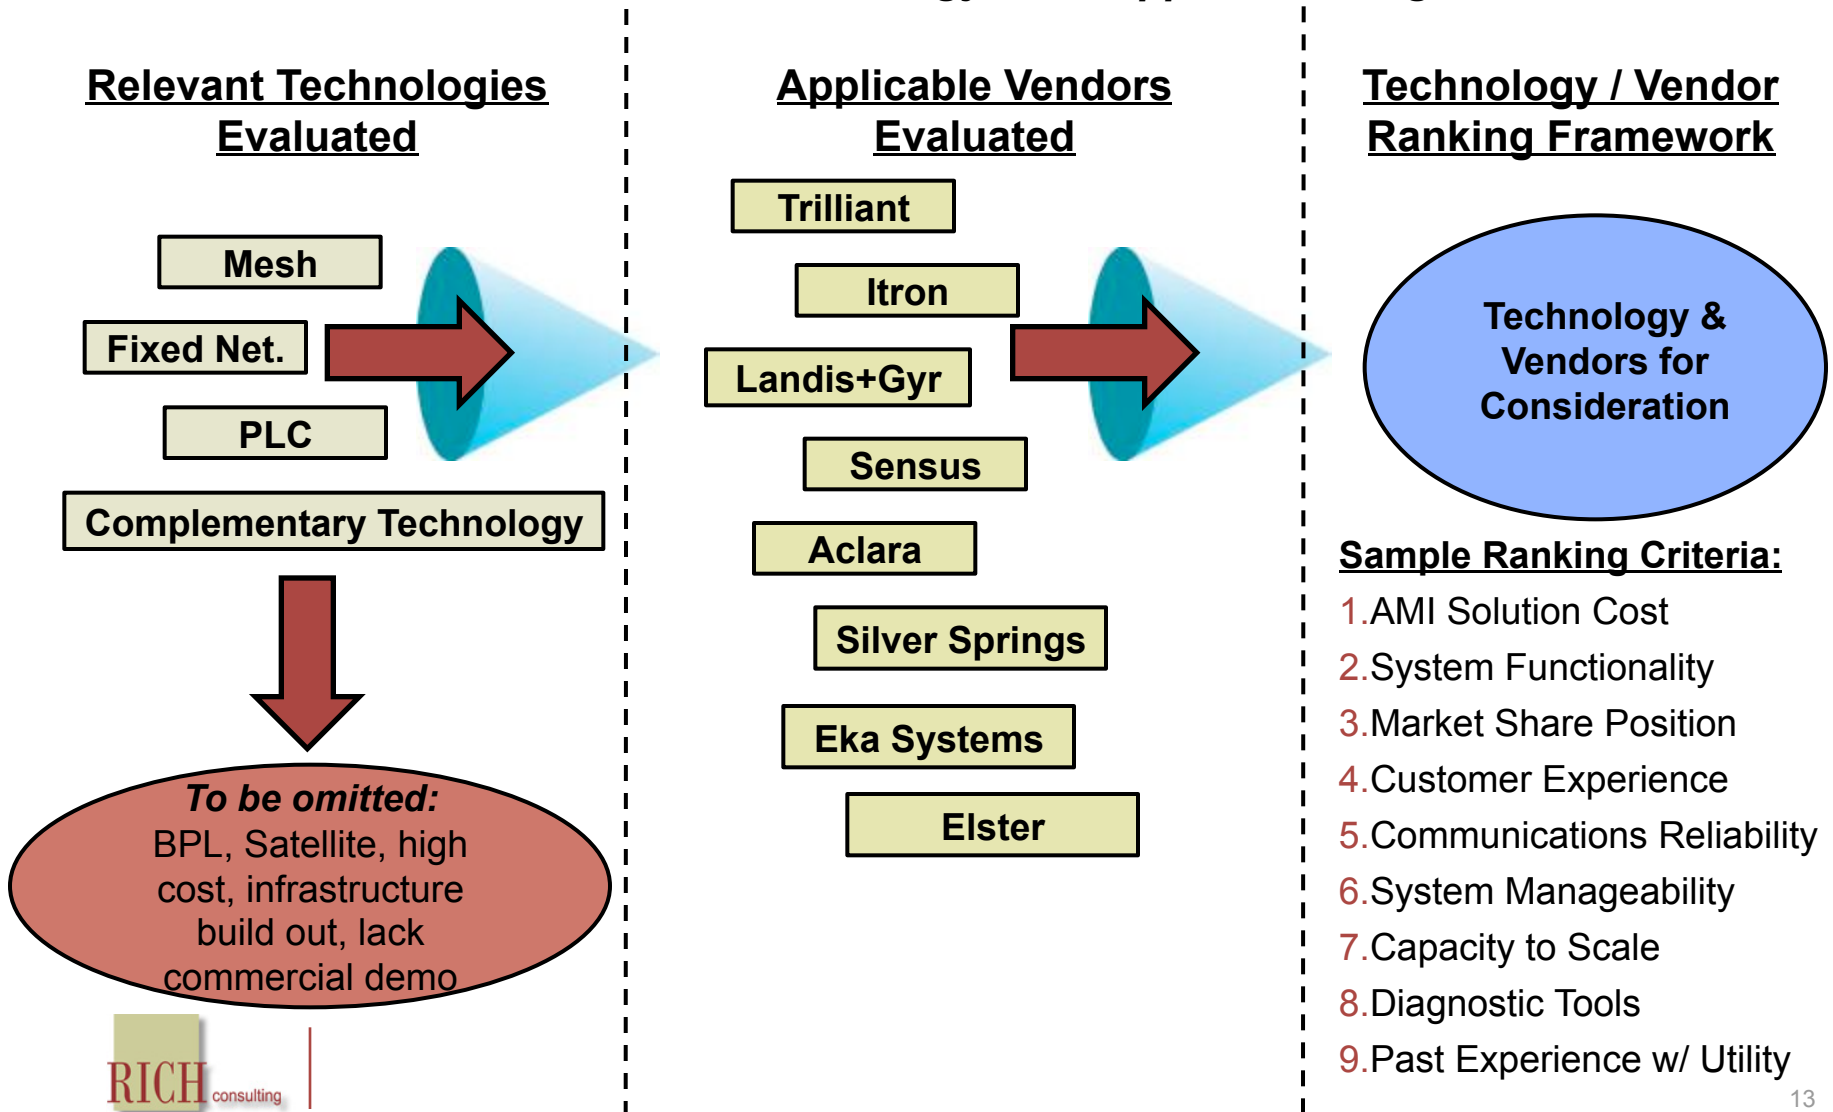 Relevant Technologies
Evaluated
Mesh
Fixed Net.
PLC
Complementary Technology
To be omitted:
BPL, Satellite, high
cost, infrastructure
build out, lack
commercial demo
RICH consulting
Applicable Vendors
Evaluated
Trilliant
Itron
Landis+Gyr
Sensus
Aclara
Silver Springs
Eka Systems
Elster
Technology / Vendor
Ranking Framework
Technology &
Vendors for
Consideration
Sample Ranking Criteria:
1.AMI Solution Cost
2.System Functionality
3.Market Share Position
4.Customer Experience
5.Communications Reliability
6.System Manageability
7.Capacity to Scale
8.Diagnostic Tools
9.Past Experience w/ Utility
13